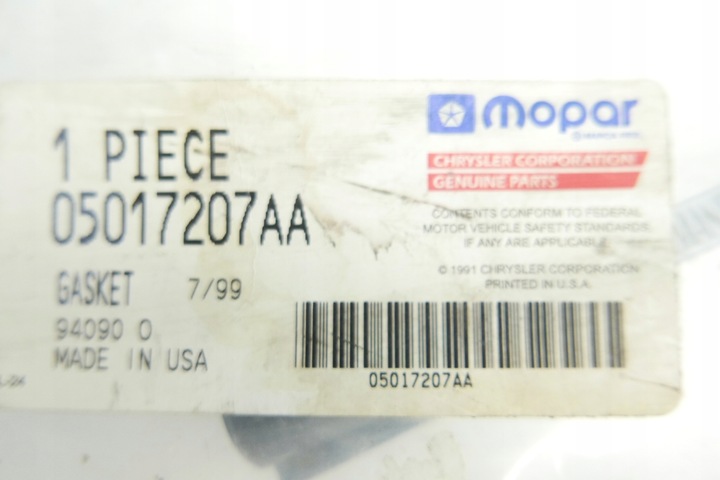 1 PIECE
05017207AA
GASKET 7/99
94090 0
MADE IN USA
mopar
CHRYSLER CORPORATION
GENUINE PARTS
CONTENTS CONFORM TO FEDERAL
MOTOR VEHICLE SAFETY STANDARDS
IF ANY ARE APPLICABLE.
© 1991 CHRYSLER CORPORATION
PRINTED IN U.S.A.
05017207AA